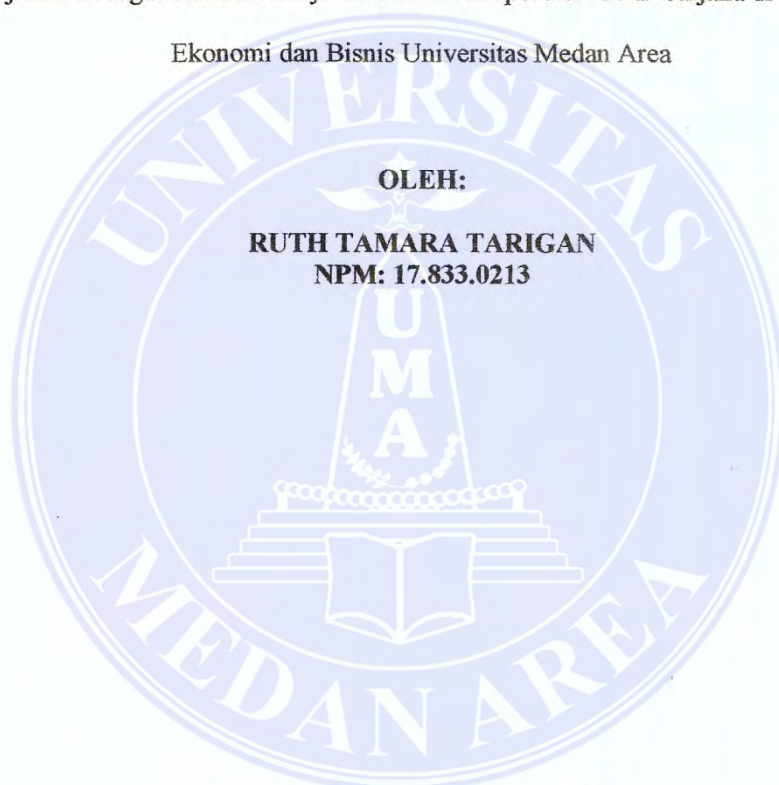 Ekonomi dan Bisnis Universitas Medan Area
OLEH:
RUTH TAMARA TARIGAN
NPM: 17.833.0213
UNIVERSITAS
UMA
MEDAN AREA